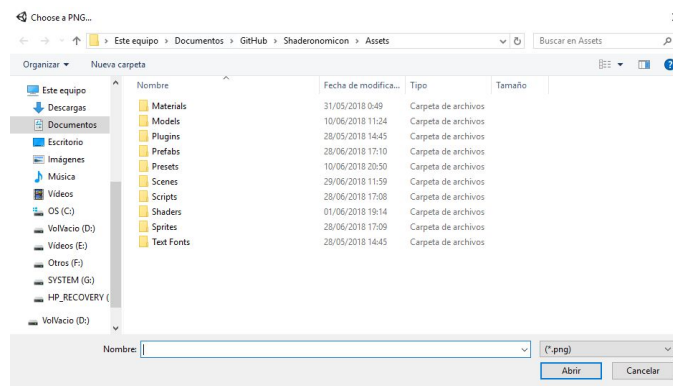 Choose a PNG...
Este equipo > Documentos > GitHub > Shaderonomicon > Assets
Buscar en Assets
Organizar Nueva carpeta
Nombre Fecha de modifica... Tipo Tamaño
Este equipo
Descargas
Documentos
Escritorio
Imágenes
Música
Vídeos
OS (C:)
VolVacio (D:)
Vídeos (E:)
Otros (F:)
SYSTEM (G:)
HP_RECOVERY (
VolVacio (D:)
Materials 31/05/2018 0:49 Carpeta de archivos
Models 10/06/2018 11:24 Carpeta de archivos
Plugins 28/05/2018 14:45 Carpeta de archivos
Prefabs 28/06/2018 17:10 Carpeta de archivos
Presets 10/06/2018 20:50 Carpeta de archivos
Scenes 29/06/2018 11:59 Carpeta de archivos
Scripts 28/06/2018 17:08 Carpeta de archivos
Shaders 01/06/2018 19:14 Carpeta de archivos
Sprites 28/06/2018 17:09 Carpeta de archivos
Text Fonts 28/05/2018 14:45 Carpeta de archivos
Nombre: (*.png)
Abrir Cancelar